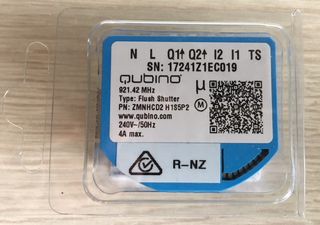 N L Q1↑ Q2↑ I2 I1 TS
SN: 17241Z1EC019
QUBINO
921.42 MHz
Type: Flush Shutter
PN: ZMNHCD2 H1S5P2
www.qubino.com
240V~/50Hz
4A max.
µ
M
R-NZ